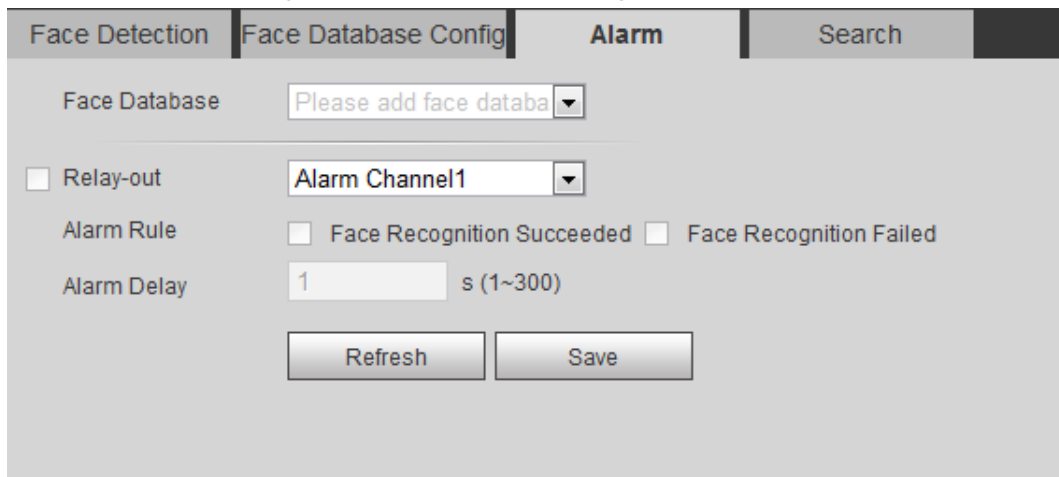 Face Detection Face Database Config Alarm Search
Face Database Please add face databa
Relay-out Alarm Channel1
Alarm Rule Face Recognition Succeeded Face Recognition Failed
Alarm Delay 1 s (1~300)
Refresh Save